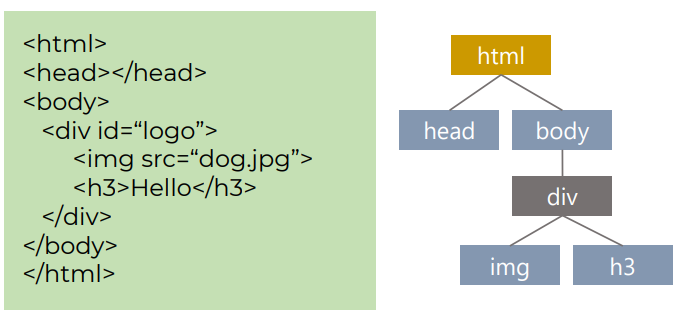 <html>
<head></head>
<body>
<div id=“logo”>
<img src=“dog.jpg”>
<h3>Hello</h3>
</div>
</body>
</html>
html
head body
div
img h3